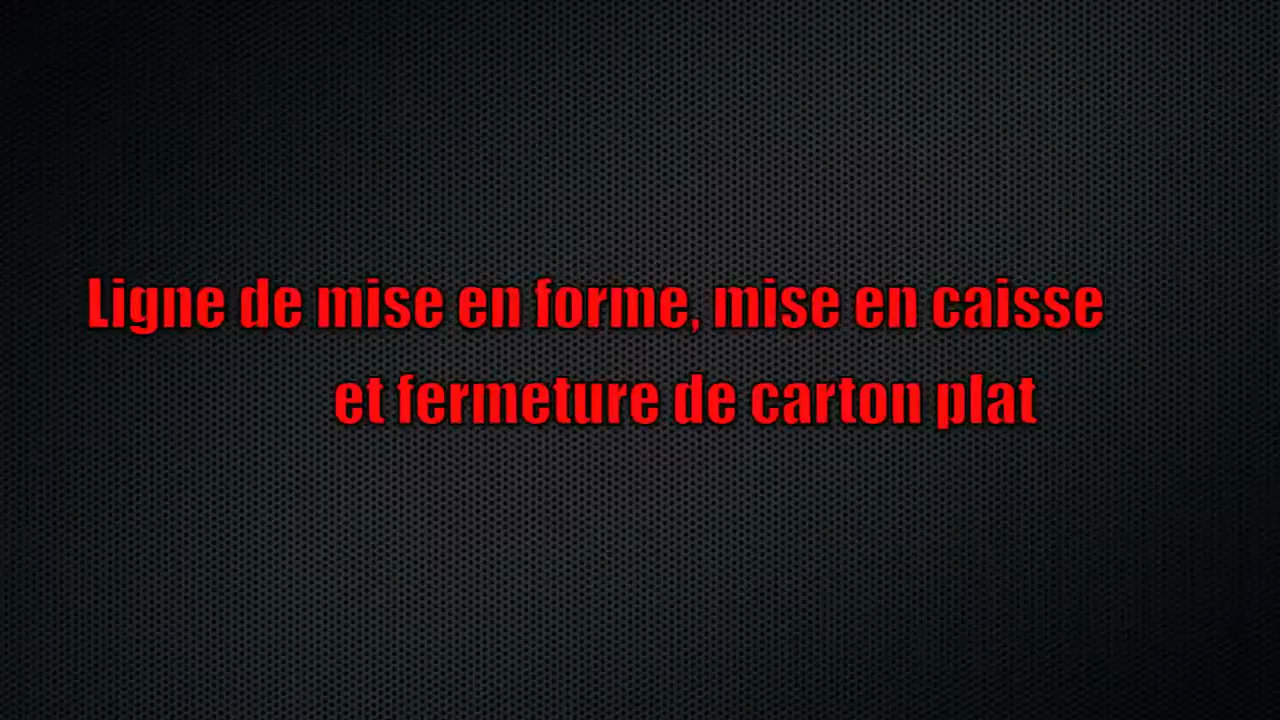 Ligne de mise en forme, mise en caisse
et fermeture de carton plat